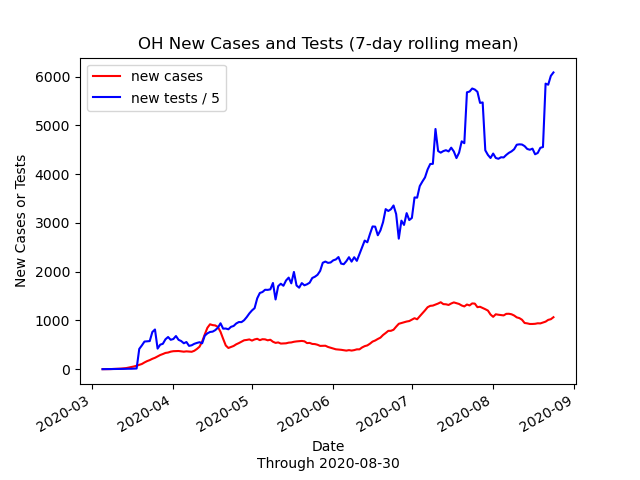 OH New Cases and Tests (7-day rolling mean)
new cases
new tests / 5
New Cases or Tests
6000
5000
4000
3000
2000
1000
0
2020-03
2020-04
2020-05
2020-06
2020-07
2020-08
2020-09
Date
Through 2020-08-30